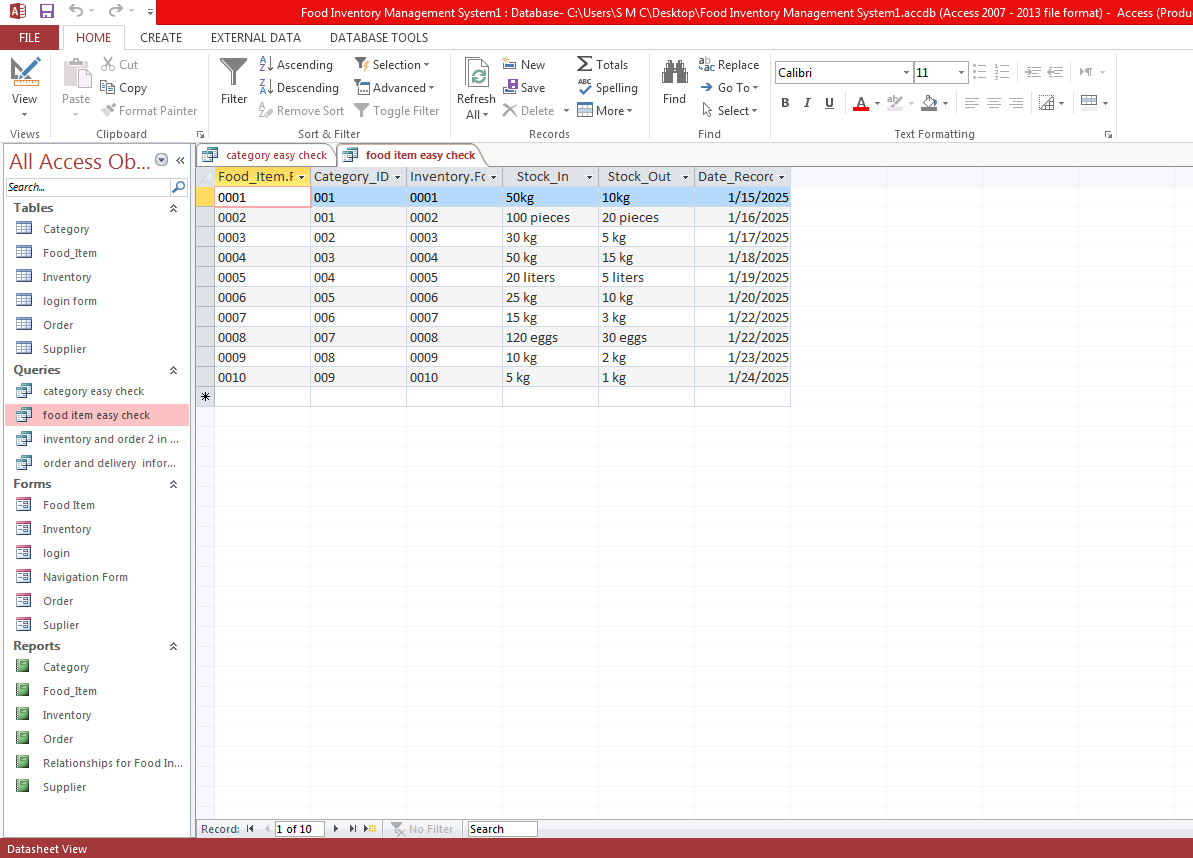 Food Inventory Management System1 : Database- C:\Users\S M C\Desktop\Food Inventory Management System1.accdb (Access 2007 - 2013 file format) - Access (Produ
FILE HOME CREATE EXTERNAL DATA DATABASE TOOLS
View
Views
Paste
Cut
Copy
Format Painter
Clipboard
Filter
Ascending
Descending
Remove Sort
Selection
Advanced
Toggle Filter
Sort & Filter
Refresh
All
New
Save
Delete
Totals
Spelling
More
Records
Find
Replace
Go To
Select
Find
Calibri 11
B I U A
Text Formatting
All Access Ob...
Search...
Tables
Category
Food_Item
Inventory
login form
Order
Supplier
Queries
category easy check
food item easy check
inventory and order 2 in ...
order and delivery infor...
Forms
Food Item
Inventory
login
Navigation Form
Order
Suplier
Reports
Category
Food_Item
Inventory
Order
Relationships for Food In...
Supplier
category easy check food item easy check
Food_Item.F Category_ID Inventory.Fo Stock_In Stock_Out Date_Record
0001 001 0001 50kg 10kg 1/15/2025
0002 001 0002 100 pieces 20 pieces 1/16/2025
0003 002 0003 30 kg 5 kg 1/17/2025
0004 003 0004 50 kg 15 kg 1/18/2025
0005 004 0005 20 liters 5 liters 1/19/2025
0006 005 0006 25 kg 10 kg 1/20/2025
0007 006 0007 15 kg 3 kg 1/22/2025
0008 007 0008 120 eggs 30 eggs 1/22/2025
0009 008 0009 10 kg 2 kg 1/23/2025
0010 009 0010 5 kg 1 kg 1/24/2025
Record: 1 of 10 No Filter Search
Datasheet View